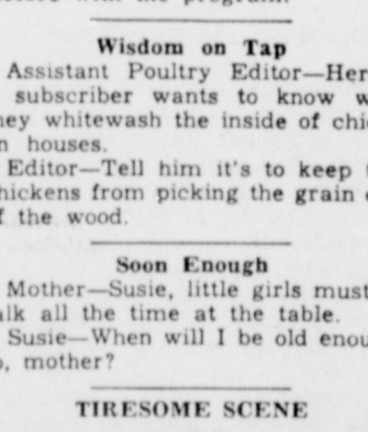 Wisdom on Tap
Assistant Poultry Editor—Her
subscriber wants to know w
ey whitewash the inside of chi
n houses.
Editor—Tell him it's to keep
hickens from picking the grain
f the wood.
Soon Enough
Mother—Susie, little girls must
alk all the time at the table.
Susie—When will I be old enou
o, mother?
TIRESOME SCENE